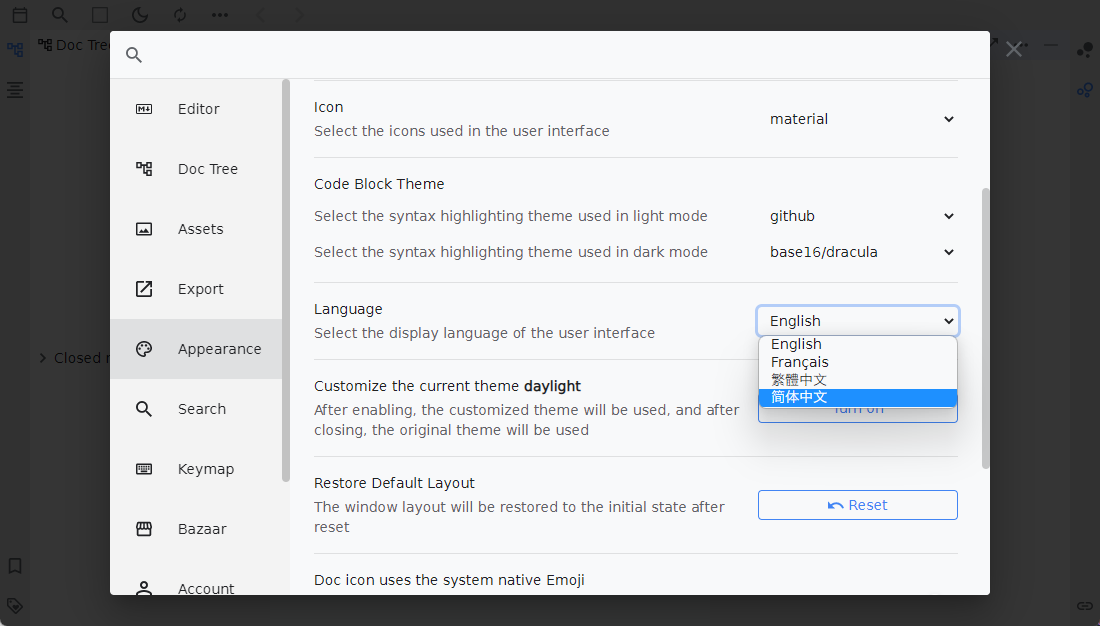 Doc Tre
Editor
Doc Tree
Assets
Export
Appearance
Search
Keymap
Bazaar
Account
Closed
Icon
Select the icons used in the user interface
material
Code Block Theme
Select the syntax highlighting theme used in light mode
github
Select the syntax highlighting theme used in dark mode
base16/dracula
Language
Select the display language of the user interface
English
English
Français
繁體中文
简体中文
Customize the current theme daylight
After enabling, the customized theme will be used, and after
closing, the original theme will be used
Turn on
Restore Default Layout
The window layout will be restored to the initial state after
reset
Reset
Doc icon uses the system native Emoji